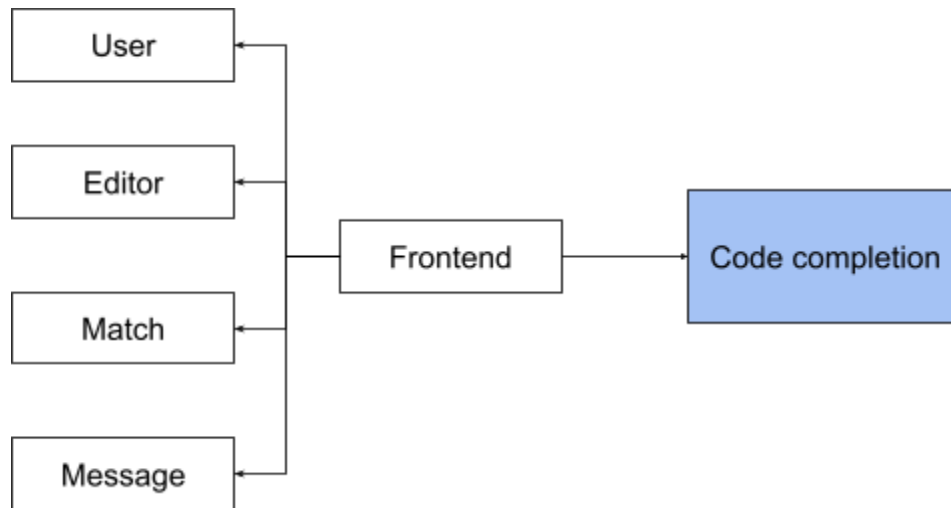 User
Editor
Frontend
Code completion
Match
Message